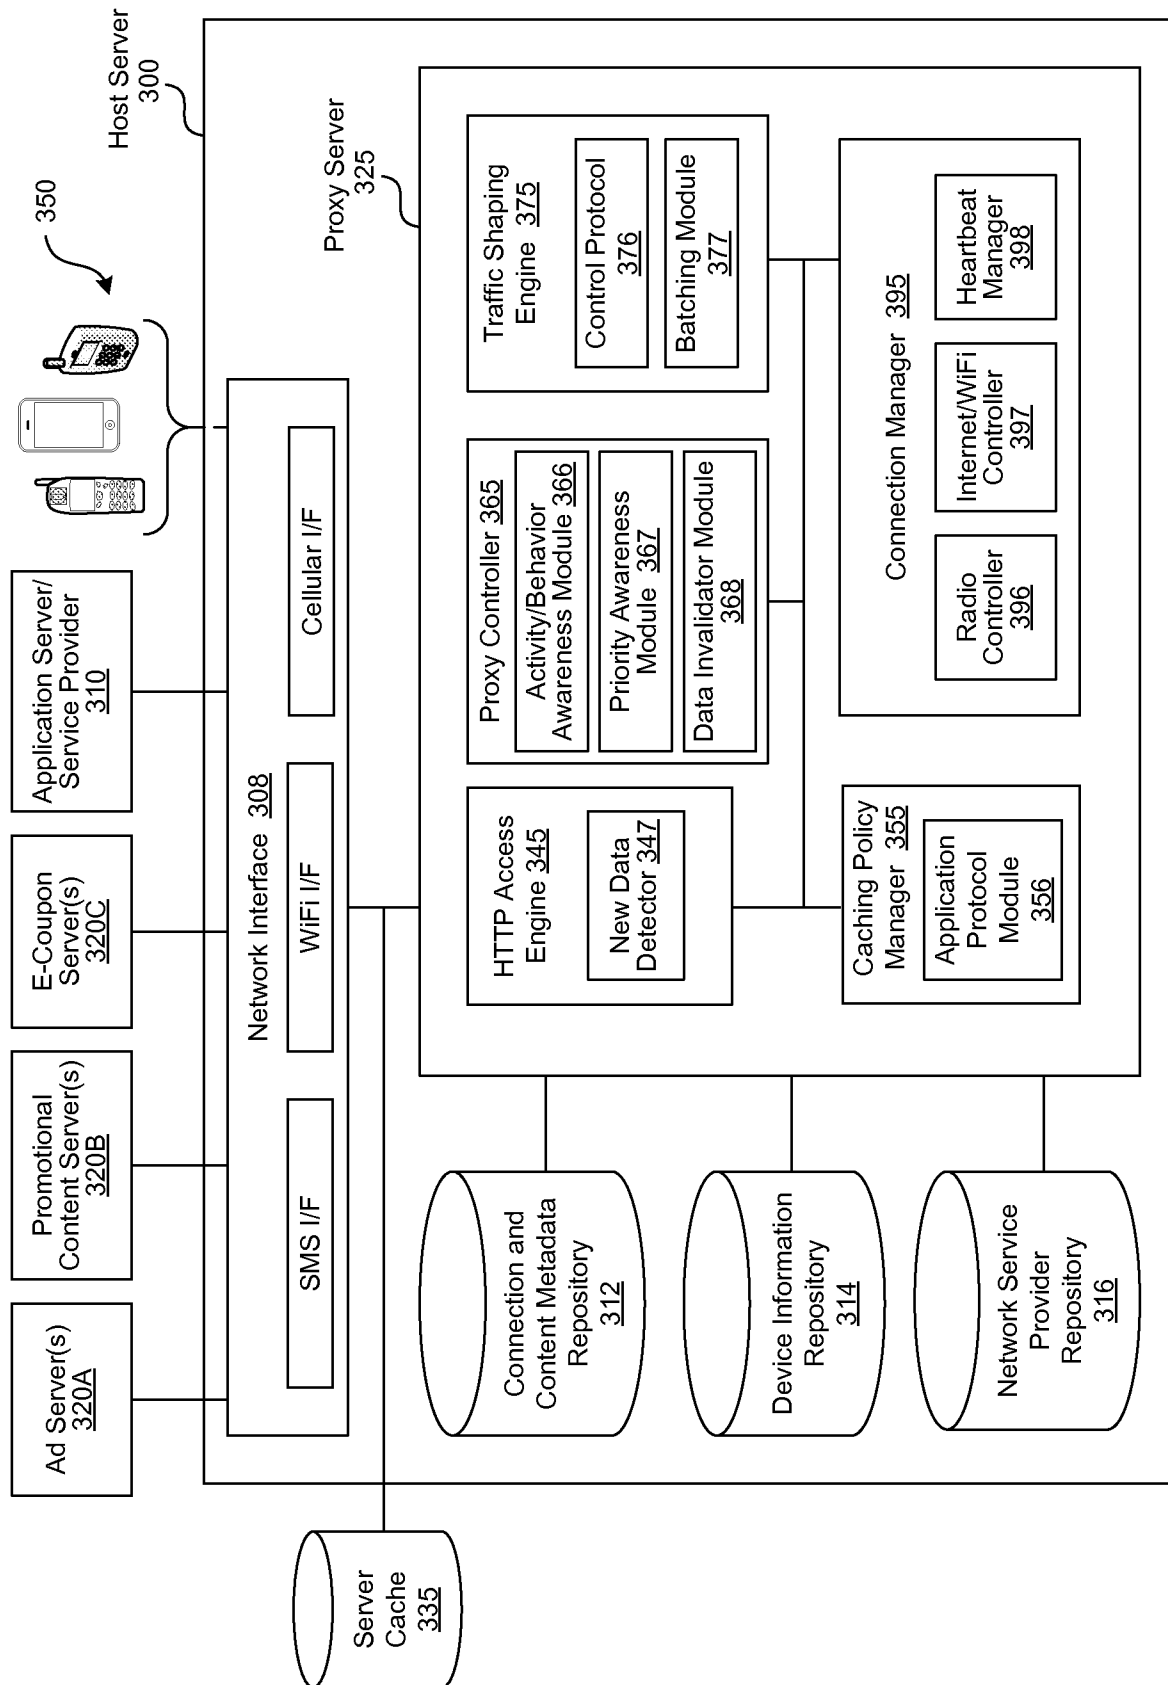 Ad Server(s)
320A
Promotional
Content Server(s)
320B
E-Coupon
Server(s)
320C
Application Server/
Service Provider
310
350
Host Server
300
Network Interface 308
SMS I/F
WiFi I/F
Cellular I/F
Server
Cache
335
Proxy Server
325
Connection and
Content Metadata
Repository
312
Device Information
Repository
314
Network Service
Provider
Repository
316
HTTP Access
Engine 345
New Data
Detector 347
Proxy Controller 365
Activity/Behavior
Awareness Module 366
Priority Awareness
Module 367
Data Invalidator Module
368
Traffic Shaping
Engine 375
Control Protocol
376
Batching Module
377
Caching Policy
Manager 355
Application
Protocol
Module
356
Connection Manager 395
Radio
Controller
396
Internet/WiFi
Controller
397
Heartbeat
Manager
398